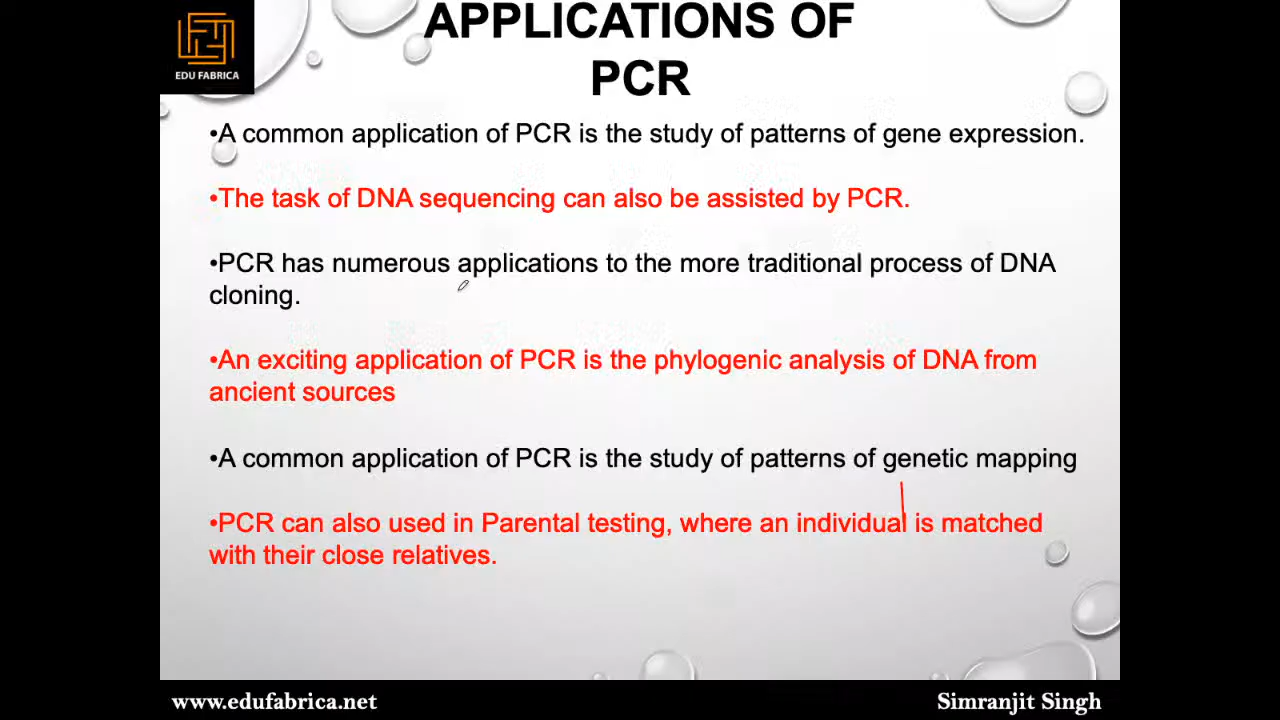 APPLICATIONS OF
PCR
EDU FABRICA
•A common application of PCR is the study of patterns of gene expression.
•The task of DNA sequencing can also be assisted by PCR.
•PCR has numerous applications to the more traditional process of DNA
cloning.
•An exciting application of PCR is the phylogenic analysis of DNA from
ancient sources
•A common application of PCR is the study of patterns of genetic mapping
•PCR can also used in Parental testing, where an individual is matched
with their close relatives.
www.edufabrica.net
Simranjit Singh